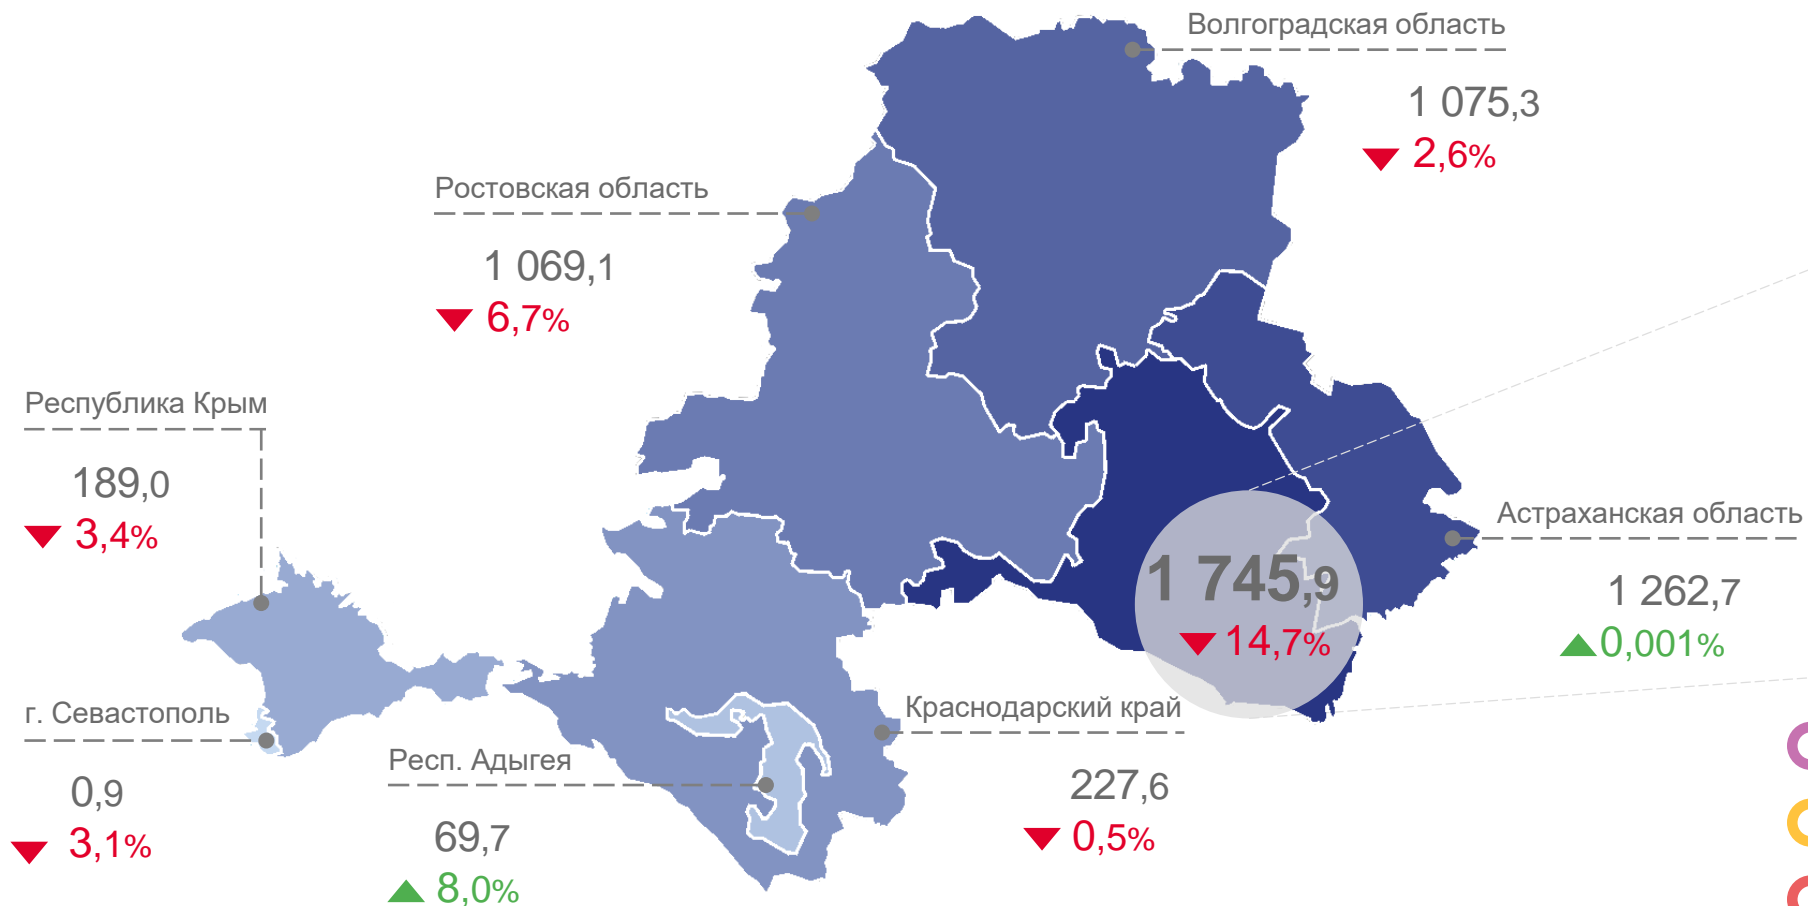 Волгоградская область
1 075,3
2,6%
Ростовская область
1 069,1
6,7%
Республика Крым
189,0
3,4%
Астраханская область
1 262,7
0,001%
1 745,9
14,7%
г. Севастополь
0,9
3,1%
Респ. Адыгея
69,7
8,0%
Краснодарский край
227,6
0,5%